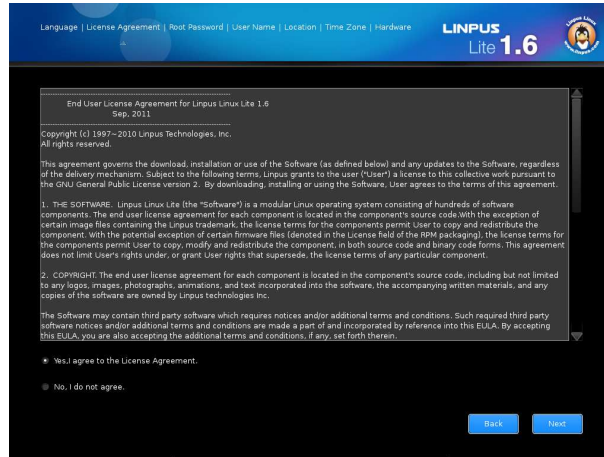 Language | License Agreement | Root Password | User Name | Location | Time Zone | Hardware
LINPUS
Lite 1.6
End User License Agreement for Linpus Linux Lite 1.6
Sep, 2011
Copyright (c) 1997~2010 Linpus Technologies, Inc.
All rights reserved.
This agreement governs the download, installation or use of the Software (as defined below) and any updates to the Software, regardless
of the delivery mechanism. Subject to the following terms, Linpus grants to the user ("User") a license to this collective work pursuant to
the GNU General Public License version 2. By downloading, installing or using the Software, User agrees to the terms of this agreement.
1. THE SOFTWARE. Linpus Linux Lite (the "Software") is a modular Linux operating system consisting of hundreds of software
components. The end user license agreement for each component is located in the component's source code.With the exception of
certain image files containing the Linpus trademark, the license terms for the components permit User to copy and redistribute the
component. With the potential exception of certain firmware files (denoted in the License field of the RPM packaging), the license terms for
the components permit User to copy, modify and redistribute the component, in both source code and binary code forms. This agreement
does not limit User's rights under, or grant User rights that supersede, the license terms of any particular component.
2. COPYRIGHT. The end user license agreement for each component is located in the component's source code, including but not limited
to any logos, images, photographs, animations, and text incorporated into the software, the accompanying written materials, and any
copies of the software are owned by Linpus technologies Inc.
The Software may contain third party software which requires notices and/or additional terms and conditions. Such required third party
software notices and/or additional terms and conditions are made a part of and incorporated by reference into this EULA. By accepting
this EULA, you are also accepting the additional terms and conditions, if any, set forth therein.
Yes,I agree to the License Agreement.
No, I do not agree.
Back
Next